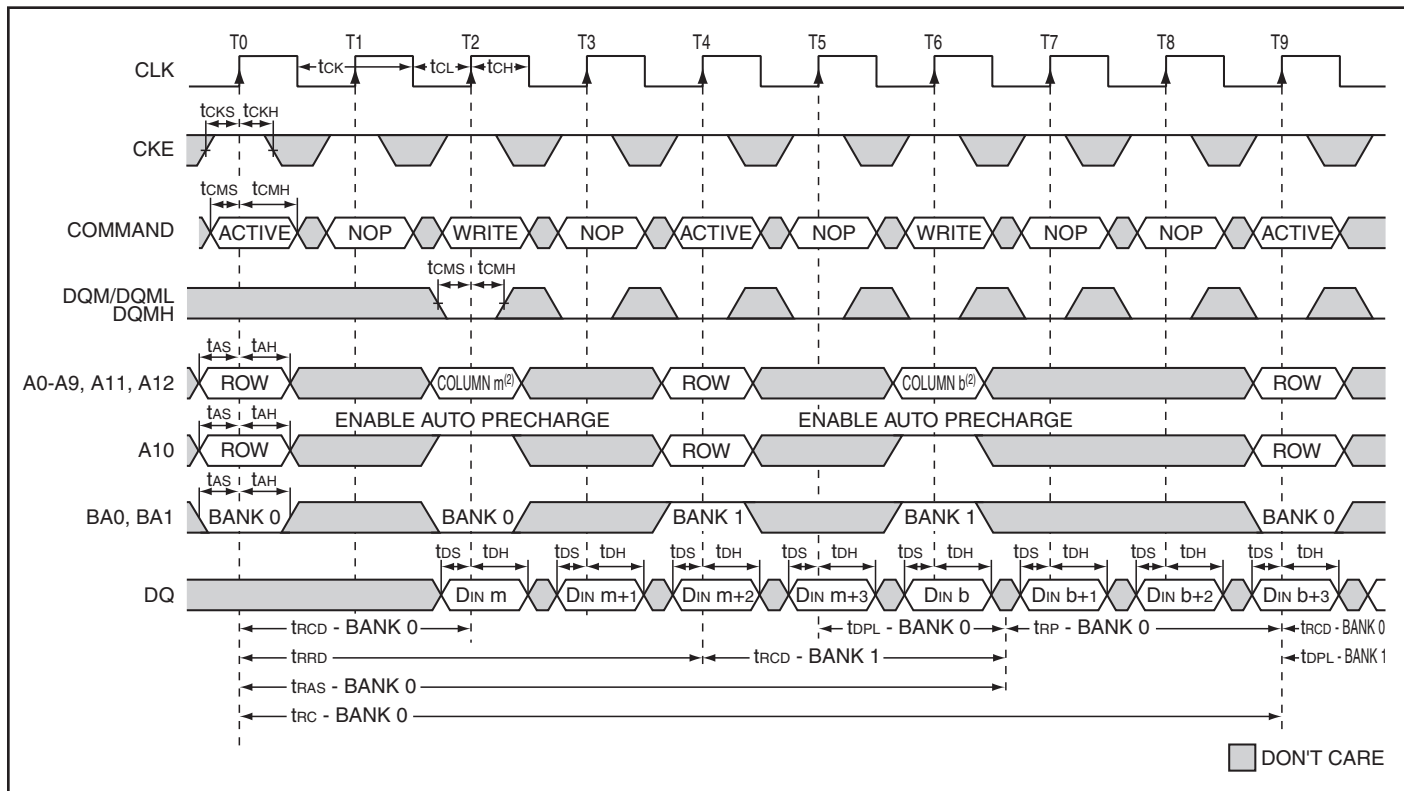 T0 T1 T2 T3 T4 T5 T6 T7 T8 T9
CLK tCK tCL tCH
tCKS tCKH
CKE
tCMS tCMH
COMMAND ACTIVE NOP WRITE NOP ACTIVE NOP WRITE NOP NOP ACTIVE
tCMS tCMH
DQM/DQML
DQMH
tAS tAH
A0-A9, A11, A12 ROW COLUMN m(2) ROW COLUMN b(2) ROW
tAS tAH ENABLE AUTO PRECHARGE ENABLE AUTO PRECHARGE
A10 ROW ROW ROW
tAS tAH
BA0, BA1 BANK 0 BANK 0 BANK 1 BANK 1 BANK 0
tDS tDH tDS tDH tDS tDH tDS tDH tDS tDH tDS tDH tDS tDH tDS tDH
DQ DIN m DIN m+1 DIN m+2 DIN m+3 DIN b DIN b+1 DIN b+2 DIN b+3
tRCD - BANK 0 tDPL - BANK 0 tRP - BANK 0 tRCD - BANK 0
tRRD tRCD - BANK 1 tDPL - BANK 1
tRAS - BANK 0
tRC - BANK 0
DON'T CARE